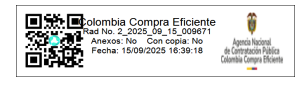 Colombia Compra Eficiente
Rad No. 2_2025_09_15_009671
Anexos: No Con copia: No
Fecha: 15/09/2025 16:39:18
Agencia Nacional
de Contratación Pública
Colombia Compra Eficiente